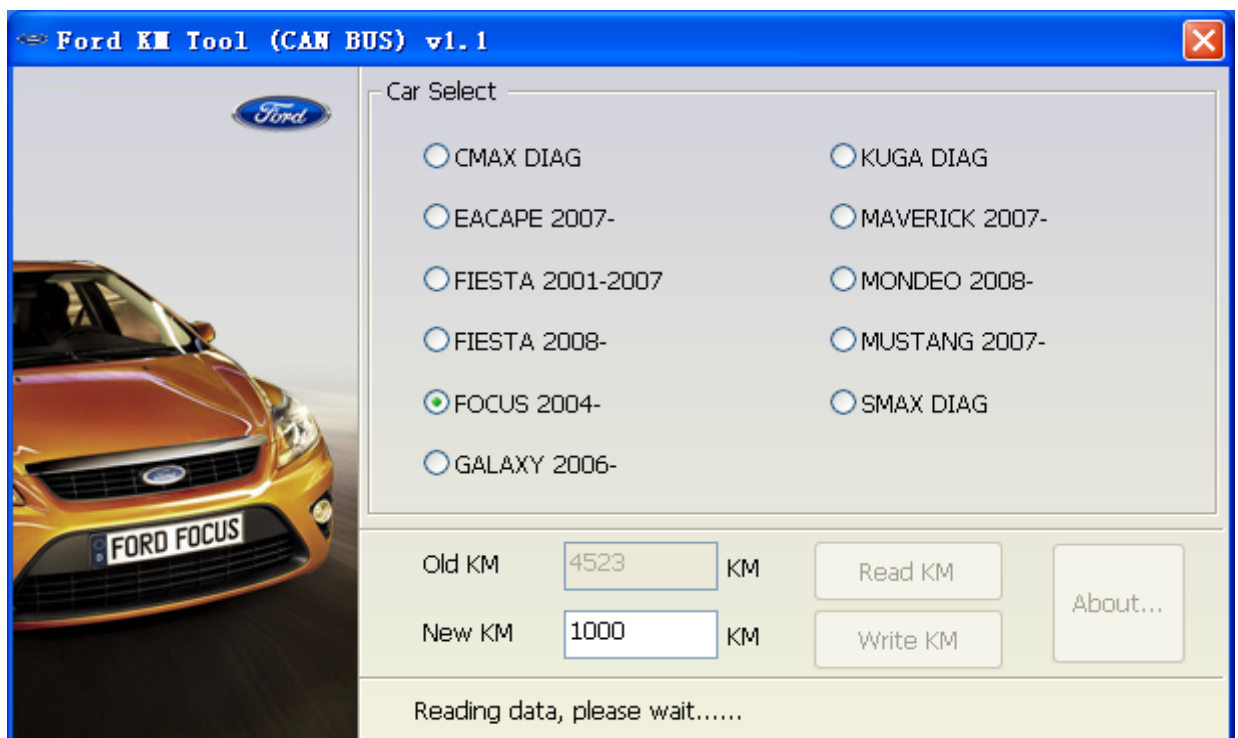 Ford KM Tool (CAN BUS) v1.1
Ford
Car Select
CMAX DIAG
KUGA DIAG
EACAPE 2007-
MAVERICK 2007-
FIESTA 2001-2007
MONDEO 2008-
FIESTA 2008-
MUSTANG 2007-
FOCUS 2004-
SMAX DIAG
GALAXY 2006-
FORD FOCUS
Old KM
4523
KM
Read KM
About...
New KM
1000
KM
Write KM
Reading data, please wait......